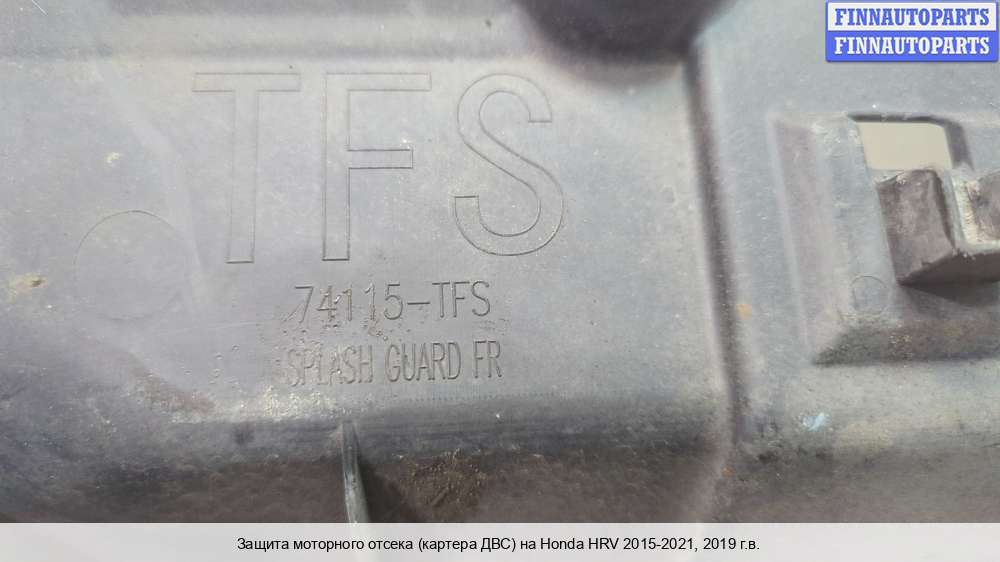 FINNAUTOPARTS
FINNAUTOPARTS
TFS
74115-TFS
SPLASH GUARD FR
Защита моторного отсека (картера ДВС) на Honda HRV 2015-2021, 2019 г.в.